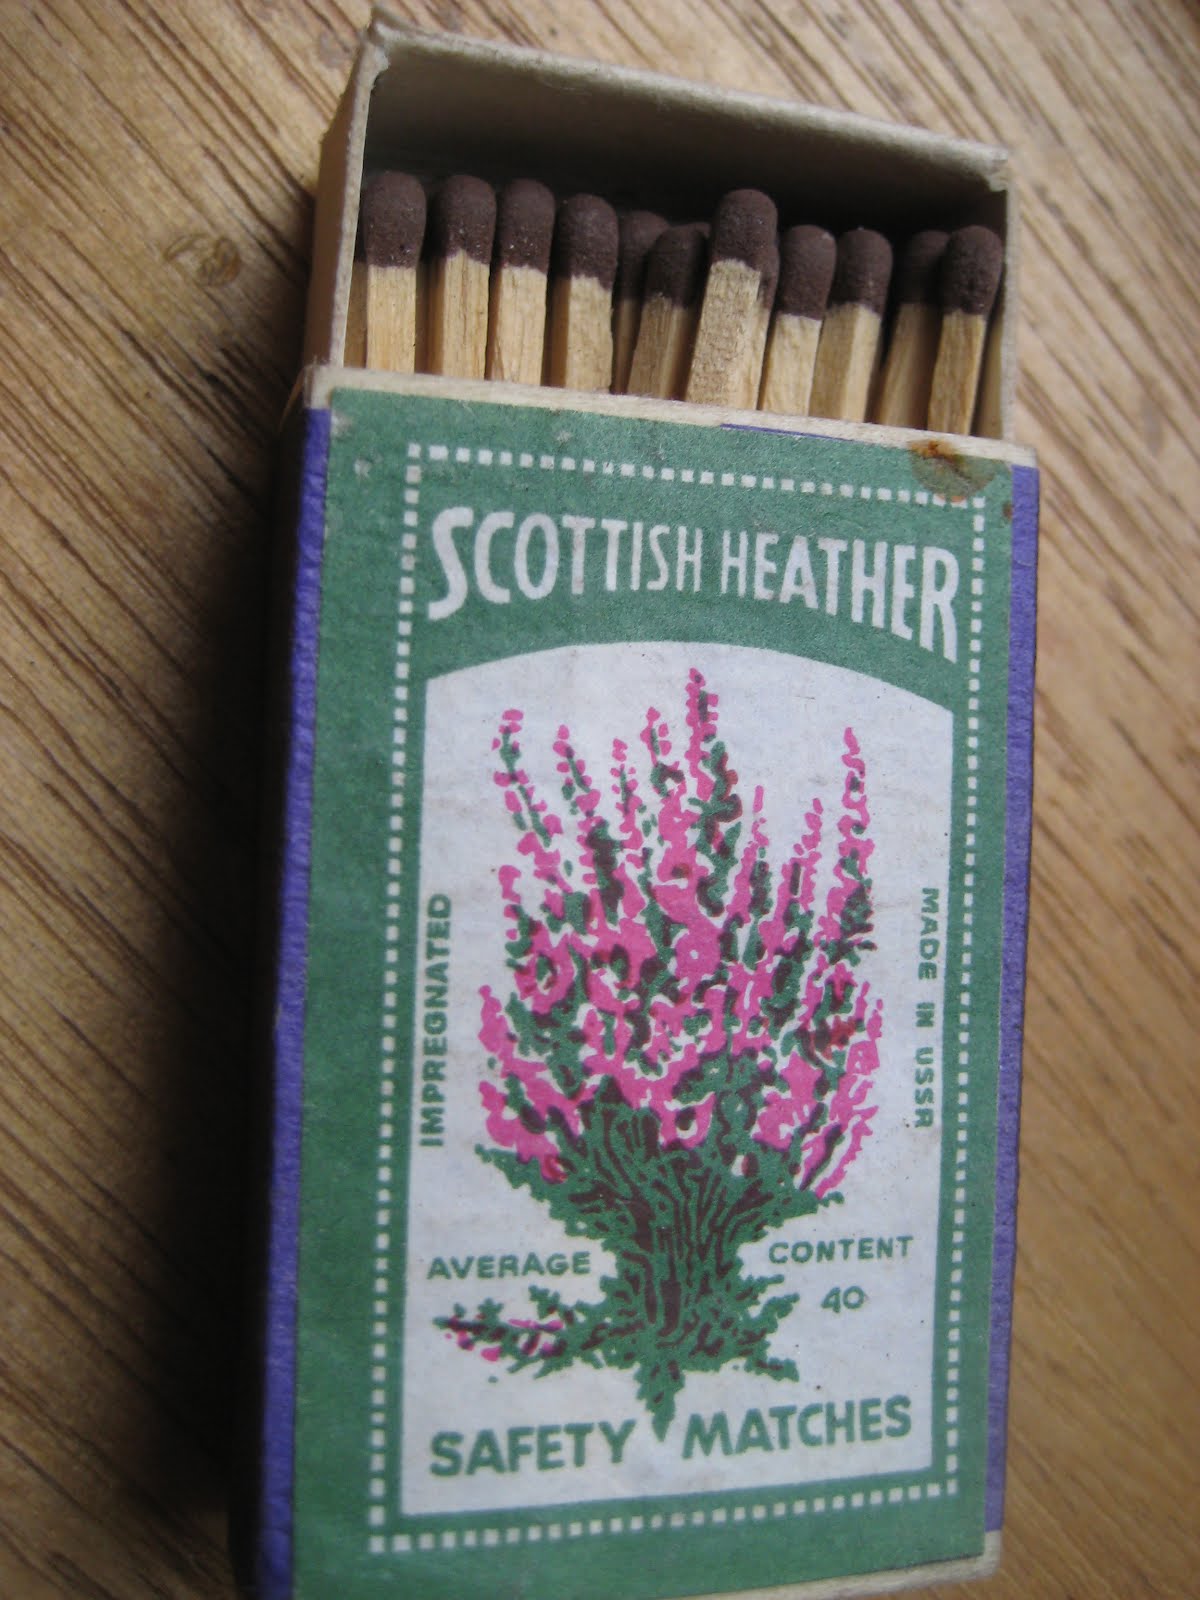 SCOTTISH HEATHER
IMPREGNATED
MADE IN USSR
AVERAGE CONTENT
40
SAFETY MATCHES